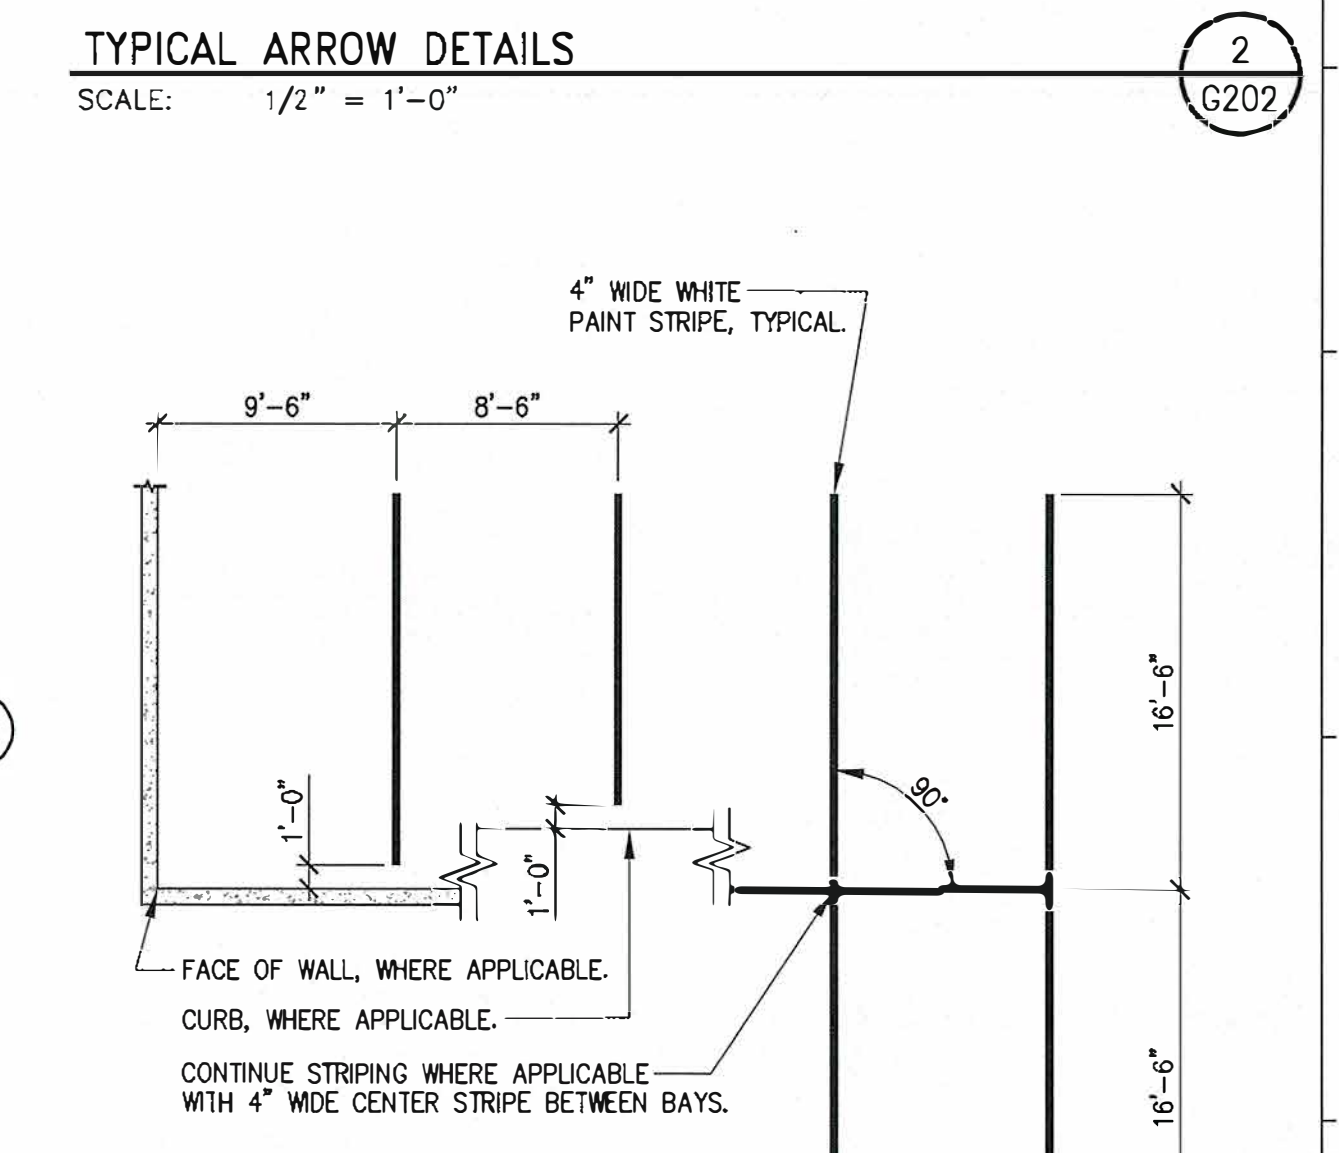 TYPICAL ARROW DETAILS
2
SCALE: 1/2" = 1'-0"
G202
4" WIDE WHITE
PAINT STRIPE, TYPICAL.
9'-6"
8'-6"
16'-6"
90°
1'-0"
1'-0"
FACE OF WALL, WHERE APPLICABLE.
CURB, WHERE APPLICABLE.
CONTINUE STRIPING WHERE APPLICABLE
WITH 4" WIDE CENTER STRIPE BETWEEN BAYS.
16'-6"